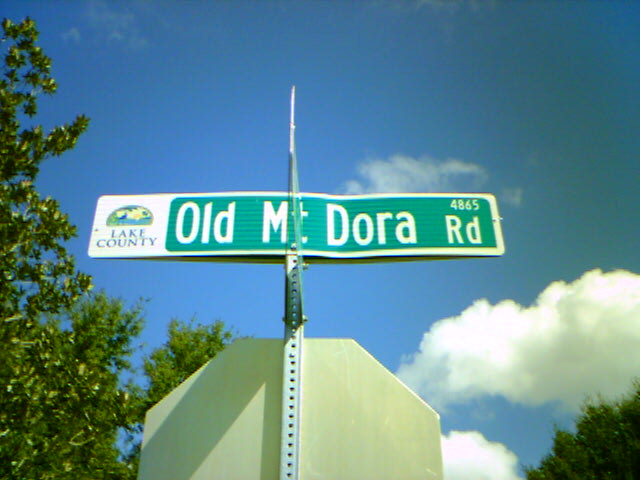 LAKE
COUNTY
Old Mt Dora Rd
4865